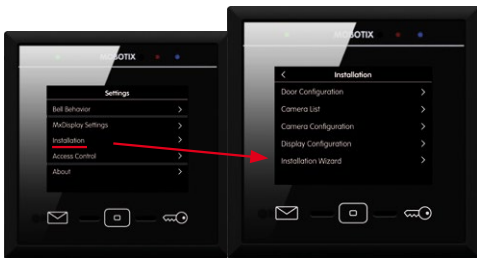 MOBOTIX
Settings
Bell Behavior
MxDisplay Settings
Installation
Access Control
About
MOBOTIX
Installation
Door Configuration
Camera List
Camera Configuration
Display Configuration
Installation Wizard